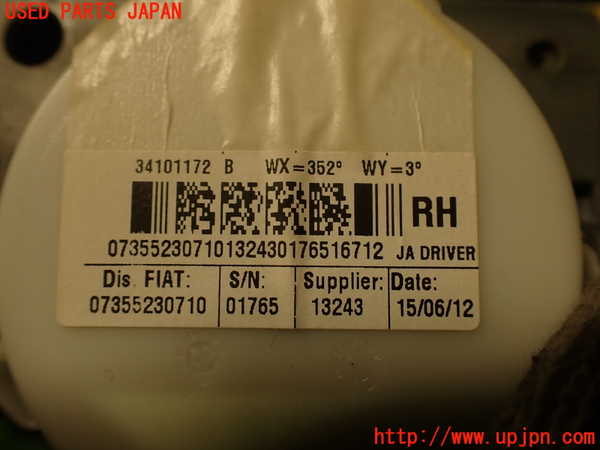 USED PARTS JAPAN
34101172 B WX=352° WY=3°
RH
07355230710132430176516712 JA DRIVER
Dis. FIAT: S/N: Supplier: Date:
07355230710 01765 13243 15/06/12
http://www.upjpn.com/